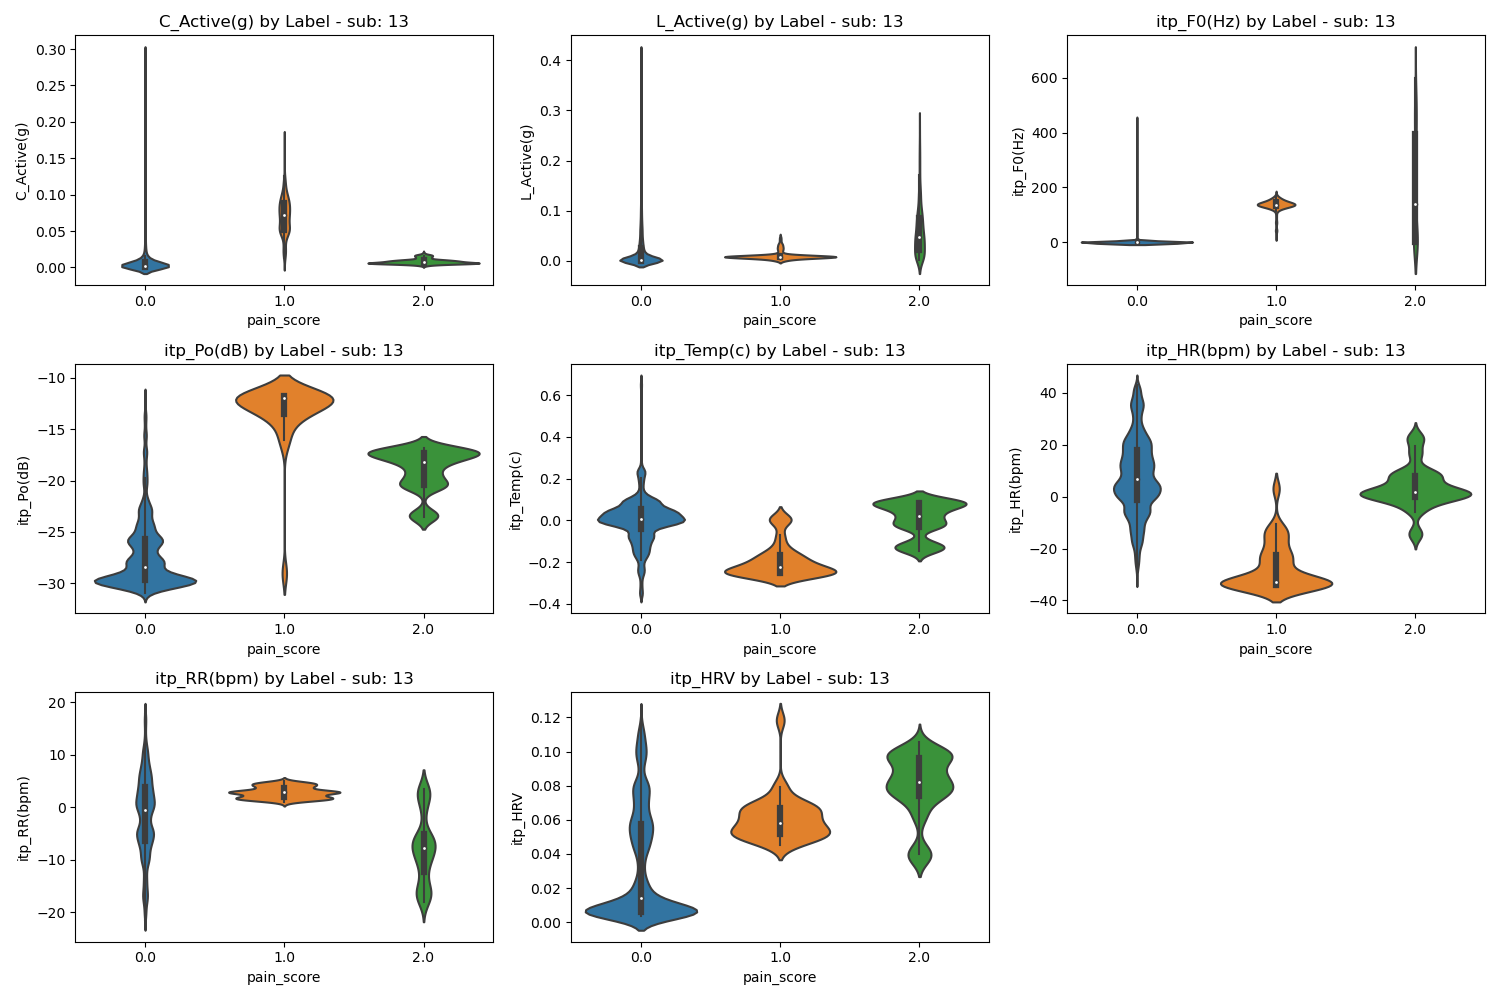 C_Active(g) by Label - sub: 13
C_Active(g)
0.30
0.25
0.20
0.15
0.10
0.05
0.00
0.0 1.0 2.0
pain_score
L_Active(g) by Label - sub: 13
L_Active(g)
0.4
0.3
0.2
0.1
0.0
0.0 1.0 2.0
pain_score
itp_F0(Hz) by Label - sub: 13
itp_F0(Hz)
600
400
200
0
0.0 1.0 2.0
pain_score
itp_Po(dB) by Label - sub: 13
itp_Po(dB)
−10
−15
−20
−25
−30
0.0 1.0 2.0
pain_score
itp_Temp(c) by Label - sub: 13
itp_Temp(c)
0.6
0.4
0.2
0.0
−0.2
−0.4
0.0 1.0 2.0
pain_score
itp_HR(bpm) by Label - sub: 13
itp_HR(bpm)
40
20
0
−20
−40
0.0 1.0 2.0
pain_score
itp_RR(bpm) by Label - sub: 13
itp_RR(bpm)
20
10
0
−10
−20
0.0 1.0 2.0
pain_score
itp_HRV by Label - sub: 13
itp_HRV
0.12
0.10
0.08
0.06
0.04
0.02
0.00
0.0 1.0 2.0
pain_score